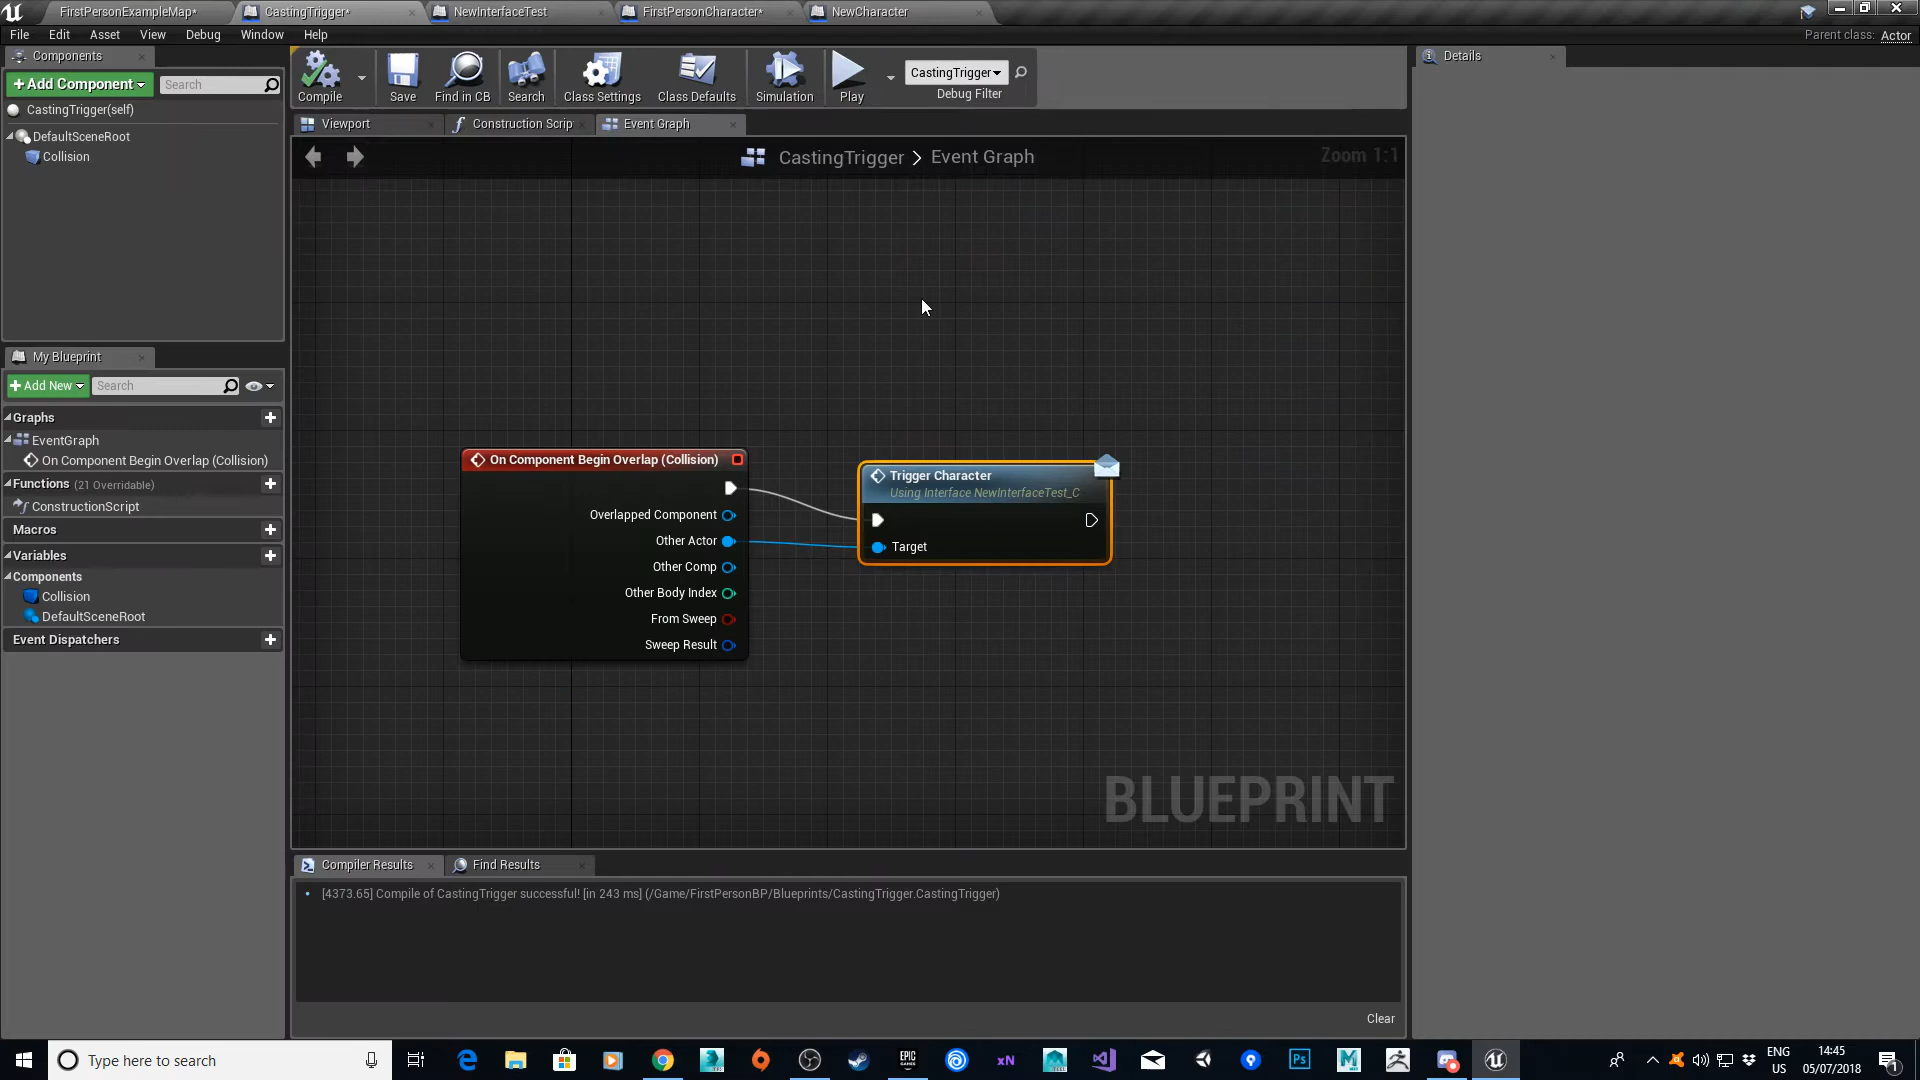 FirstPersonExampleMap*
CastingTrigger*
NewInterfaceTest
FirstPersonCharacter*
NewCharacter
File Edit Asset View Debug Window Help
Parent class: Actor
Components
+ Add Component
Search
CastingTrigger(self)
DefaultSceneRoot
Collision
Compile
Save
Find in CB
Search
Class Settings
Class Defaults
Simulation
Play
CastingTrigger
Debug Filter
Details
Viewport
Construction Scrip
Event Graph
CastingTrigger > Event Graph
Zoom 1:1
My Blueprint
+ Add New
Search
Graphs
EventGraph
On Component Begin Overlap (Collision)
Functions (21 Overridable)
ConstructionScript
Macros
Variables
Components
Collision
DefaultSceneRoot
Event Dispatchers
On Component Begin Overlap (Collision)
Overlapped Component
Other Actor
Other Comp
Other Body Index
From Sweep
Sweep Result
Trigger Character
Using Interface NewInterfaceTest_C
Target
BLUEPRINT
Compiler Results
Find Results
[4373.65] Compile of CastingTrigger successful! [in 243 ms] (/Game/FirstPersonBP/Blueprints/CastingTrigger.CastingTrigger)
Clear
Type here to search
EPIC
GAMES
xN
Ps
M
ENG
US
14:45
05/07/2018
1